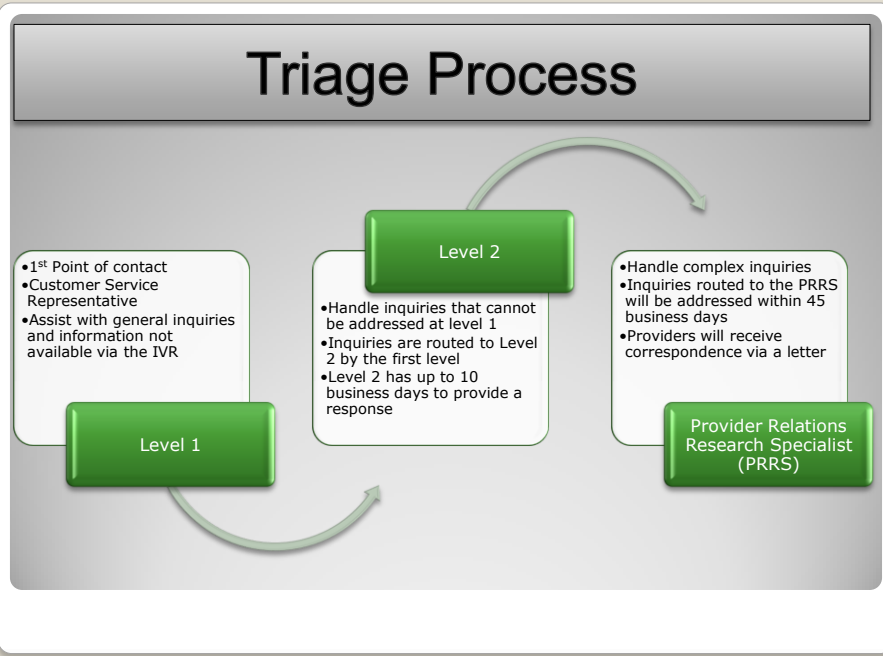 Triage Process
•1st Point of contact
•Customer Service
Representative
•Assist with general inquiries
and information not
available via the IVR
Level 1
Level 2
•Handle inquiries that cannot
be addressed at level 1
•Inquiries are routed to Level
2 by the first level
•Level 2 has up to 10
business days to provide a
response
•Handle complex inquiries
•Inquiries routed to the PRRS
will be addressed within 45
business days
•Providers will receive
correspondence via a letter
Provider Relations
Research Specialist
(PRRS)